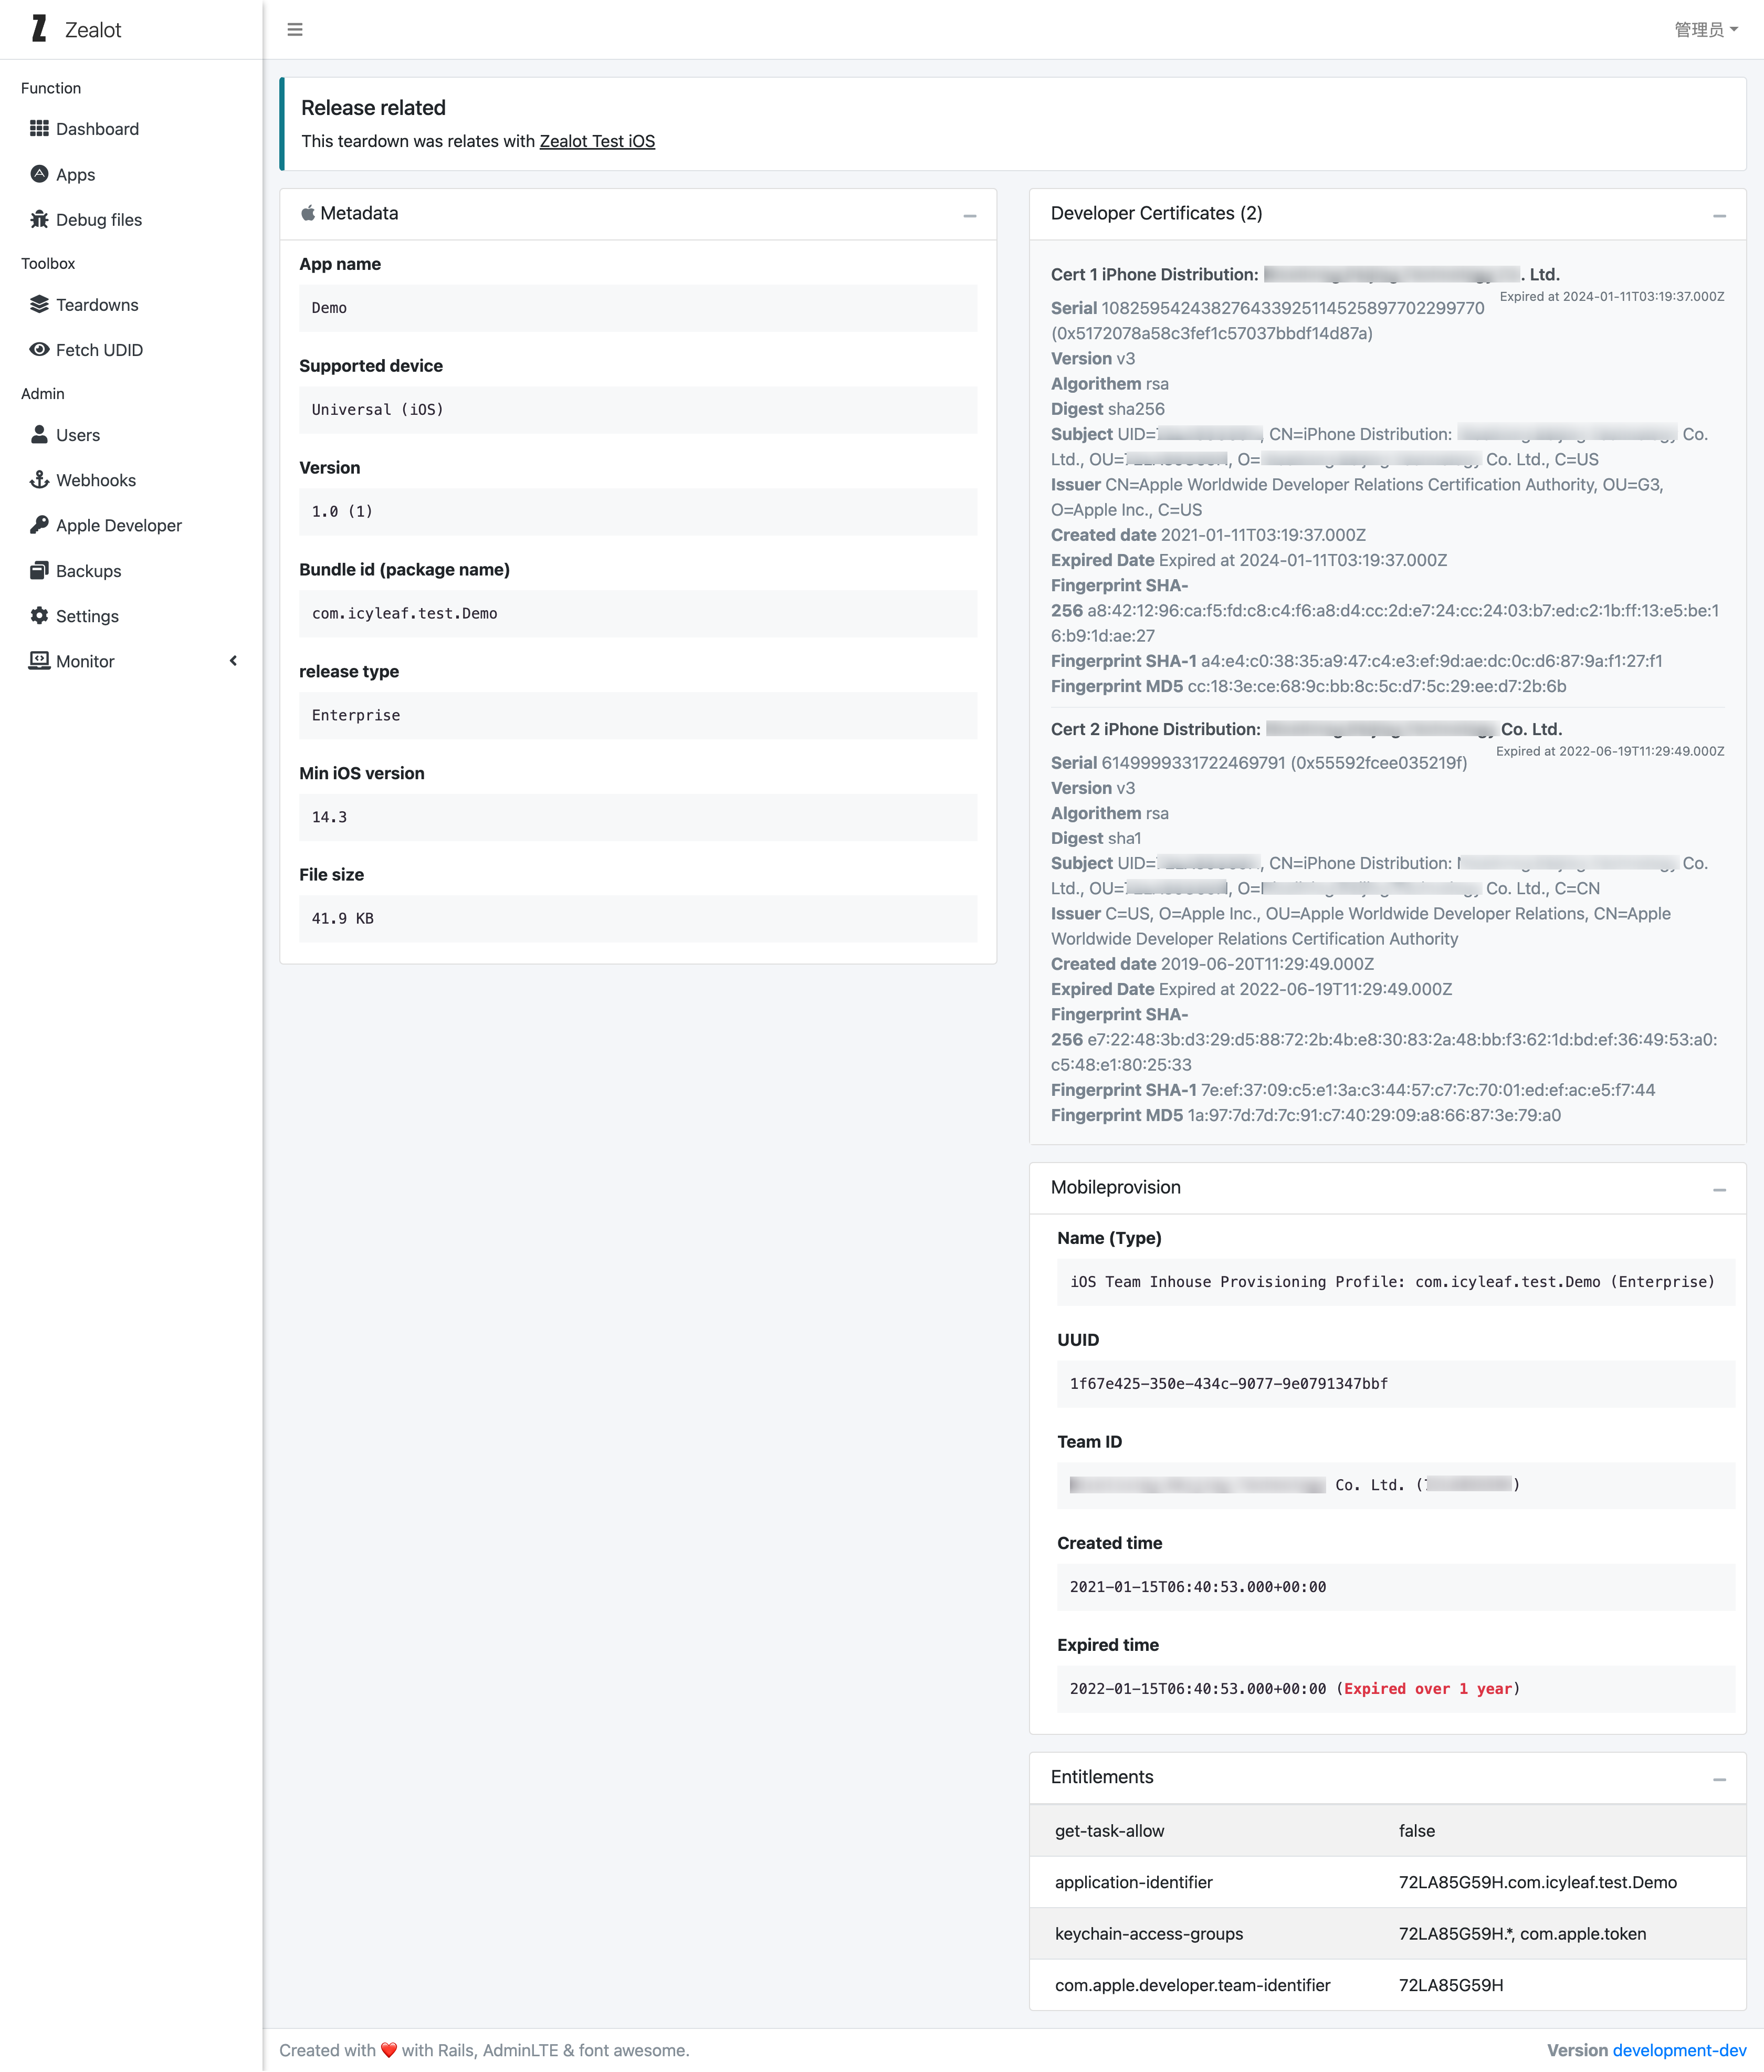 Zealot
管理员
Function
Dashboard
Apps
Debug files
Toolbox
Teardowns
Fetch UDID
Admin
Users
Webhooks
Apple Developer
Backups
Settings
Monitor
Release related
This teardown was relates with Zealot Test iOS
Metadata
App name
Demo
Supported device
Universal (iOS)
Version
1.0 (1)
Bundle id (package name)
com.icyleaf.test.Demo
release type
Enterprise
Min iOS version
14.3
File size
41.9 KB
Developer Certificates (2)
Cert 1 iPhone Distribution: . Ltd.
Expired at 2024-01-11T03:19:37.000Z
Serial 108259542438276433925114525897702299770
(0x5172078a58c3fef1c57037bbdf14d87a)
Version v3
Algorithem rsa
Digest sha256
Subject UID= , CN=iPhone Distribution: Co.
Ltd., OU= , O= Co. Ltd., C=US
Issuer CN=Apple Worldwide Developer Relations Certification Authority, OU=G3,
O=Apple Inc., C=US
Created date 2021-01-11T03:19:37.000Z
Expired Date Expired at 2024-01-11T03:19:37.000Z
Fingerprint SHA-
256 a8:42:12:96:ca:f5:fd:c8:c4:f6:a8:d4:cc:2d:e7:24:cc:24:03:b7:ed:c2:1b:ff:13:e5:be:1
6:b9:1d:ae:27
Fingerprint SHA-1 a4:e4:c0:38:35:a9:47:c4:e3:ef:9d:ae:dc:0c:d6:87:9a:f1:27:f1
Fingerprint MD5 cc:18:3e:ce:68:9c:bb:8c:5c:d7:5c:29:ee:d7:2b:6b
Cert 2 iPhone Distribution: Co. Ltd.
Expired at 2022-06-19T11:29:49.000Z
Serial 6149999331722469791 (0x55592fcee035219f)
Version v3
Algorithem rsa
Digest sha1
Subject UID= , CN=iPhone Distribution: Co.
Ltd., OU= , O= Co. Ltd., C=CN
Issuer C=US, O=Apple Inc., OU=Apple Worldwide Developer Relations, CN=Apple
Worldwide Developer Relations Certification Authority
Created date 2019-06-20T11:29:49.000Z
Expired Date Expired at 2022-06-19T11:29:49.000Z
Fingerprint SHA-
256 e7:22:48:3b:d3:29:d5:88:72:2b:4b:e8:30:83:2a:48:bb:f3:62:1d:bd:ef:36:49:53:a0:
c5:48:e1:80:25:33
Fingerprint SHA-1 7e:ef:37:09:c5:e1:3a:c3:44:57:c7:7c:70:01:ed:ef:ac:e5:f7:44
Fingerprint MD5 1a:97:7d:7d:7c:91:c7:40:29:09:a8:66:87:3e:79:a0
Mobileprovision
Name (Type)
iOS Team Inhouse Provisioning Profile: com.icyleaf.test.Demo (Enterprise)
UUID
1f67e425-350e-434c-9077-9e0791347bbf
Team ID
Co. Ltd. ( )
Created time
2021-01-15T06:40:53.000+00:00
Expired time
2022-01-15T06:40:53.000+00:00 (Expired over 1 year)
Entitlements
get-task-allow false
application-identifier 72LA85G59H.com.icyleaf.test.Demo
keychain-access-groups 72LA85G59H.*, com.apple.token
com.apple.developer.team-identifier 72LA85G59H
Created with ❤️ with Rails, AdminLTE & font awesome.
Version development-dev